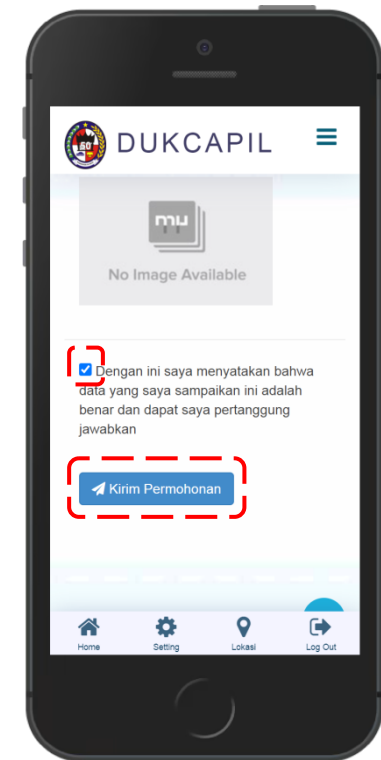 DUKCAPIL
No Image Available
Dengan ini saya menyatakan bahwa
data yang saya sampaikan ini adalah
benar dan dapat saya pertanggung
jawabkan
Kirim Permohonan
Home Setting Lokasi Log Out